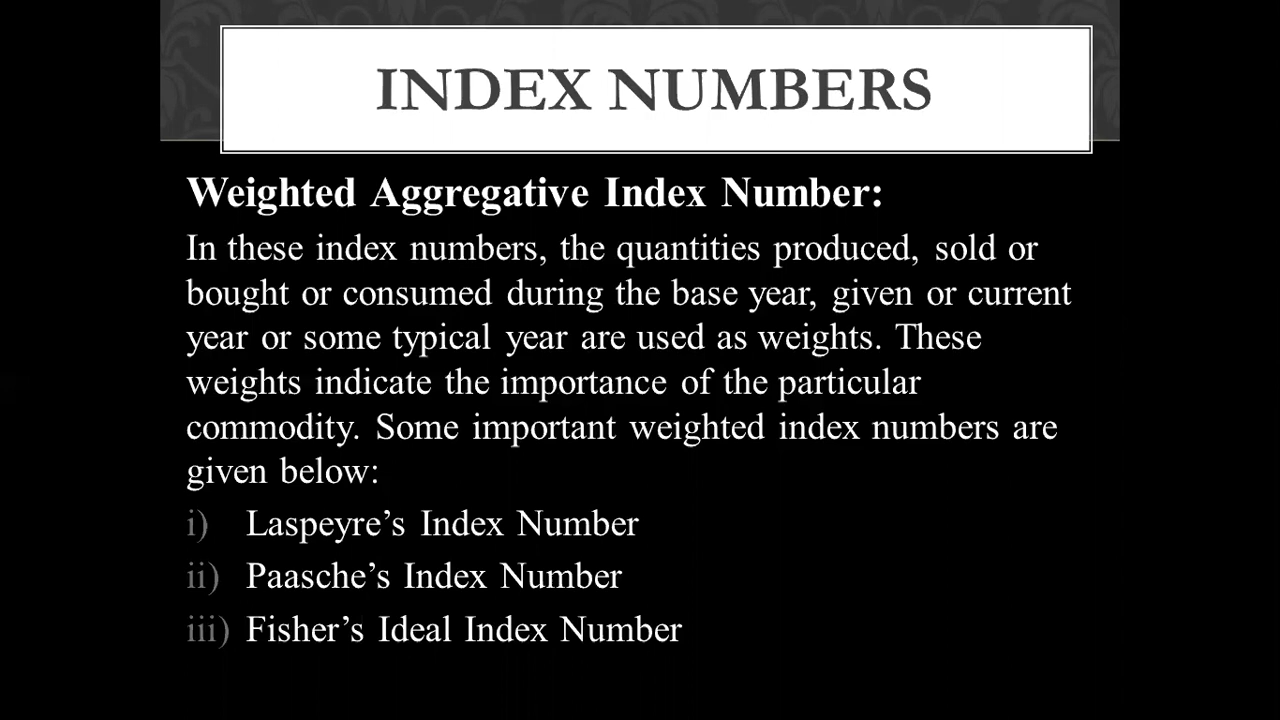 INDEX NUMBERS
Weighted Aggregative Index Number:
In these index numbers, the quantities produced, sold or
bought or consumed during the base year, given or current
year or some typical year are used as weights. These
weights indicate the importance of the particular
commodity. Some important weighted index numbers are
given below:
i) Laspeyre’s Index Number
ii) Paasche’s Index Number
iii) Fisher’s Ideal Index Number